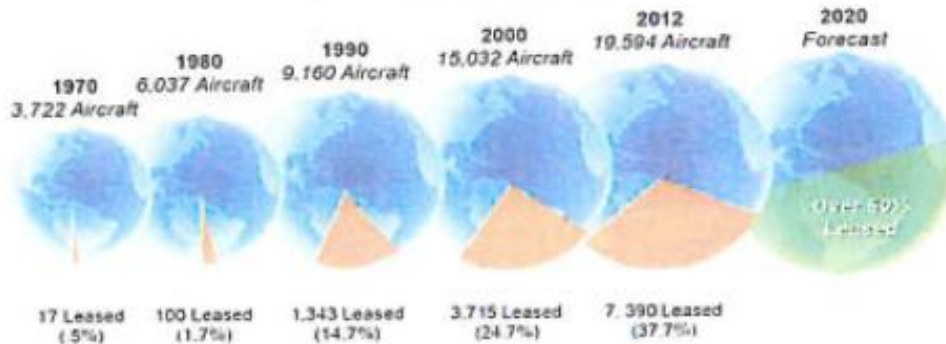 1970
3,722 Aircraft
1980
6,037 Aircraft
1990
9,160 Aircraft
2000
15,032 Aircraft
2012
19,594 Aircraft
2020
Forecast
Over 50%
Leased
17 Leased
(.5%)
100 Leased
(1.7%)
1,343 Leased
(14.7%)
3,715 Leased
(24.7%)
7, 390 Leased
(37.7%)